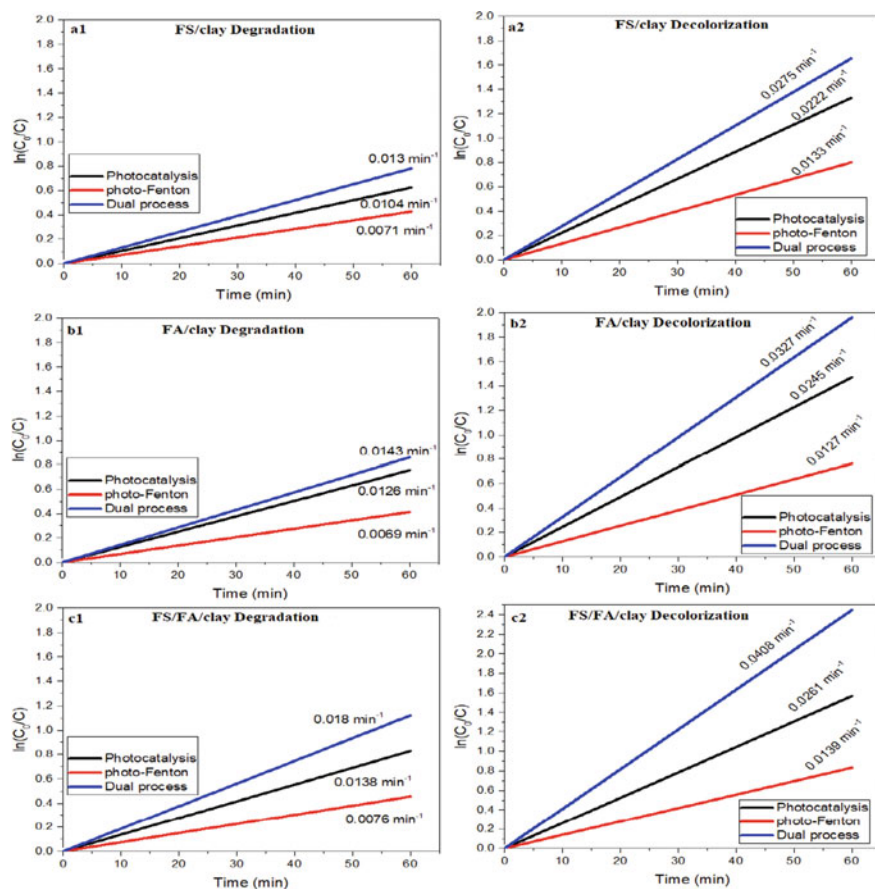 a1 FS/clay Degradation
2.0
1.8
1.6
1.4
1.2
1.0
0.8
0.6
0.4
0.2
0.0
ln(C₀/C)
Photocatalysis
photo-Fenton
Dual process
0.013 min⁻¹
0.0104 min⁻¹
0.0071 min⁻¹
0 10 20 30 40 50 60
Time (min)
a2 FS/clay Decolorization
2.0
1.8
1.6
1.4
1.2
1.0
0.8
0.6
0.4
0.2
0.0
ln(C₀/C)
0.0275 min⁻¹
0.0222 min⁻¹
0.0133 min⁻¹
Photocatalysis
photo-Fenton
Dual process
0 10 20 30 40 50 60
Time (min)
b1 FA/clay Degradation
2.0
1.8
1.6
1.4
1.2
1.0
0.8
0.6
0.4
0.2
0.0
ln(C₀/C)
Photocatalysis
photo-Fenton
Dual process
0.0143 min⁻¹
0.0126 min⁻¹
0.0069 min⁻¹
0 10 20 30 40 50 60
Time (min)
b2 FA/clay Decolorization
2.0
1.8
1.6
1.4
1.2
1.0
0.8
0.6
0.4
0.2
0.0
ln(C₀/C)
0.0327 min⁻¹
0.0245 min⁻¹
0.0127 min⁻¹
Photocatalysis
photo-Fenton
Dual process
0 10 20 30 40 50 60
Time (min)
c1 FS/FA/clay Degradation
2.0
1.8
1.6
1.4
1.2
1.0
0.8
0.6
0.4
0.2
0.0
ln(C₀/C)
Photocatalysis
photo-Fenton
Dual process
0.018 min⁻¹
0.0138 min⁻¹
0.0076 min⁻¹
0 10 20 30 40 50 60
Time (min)
c2 FS/FA/clay Decolorization
2.4
2.2
2.0
1.8
1.6
1.4
1.2
1.0
0.8
0.6
0.4
0.2
0.0
ln(C₀/C)
0.0408 min⁻¹
0.0261 min⁻¹
0.0139 min⁻¹
Photocatalysis
photo-Fenton
Dual process
0 10 20 30 40 50 60
Time (min)